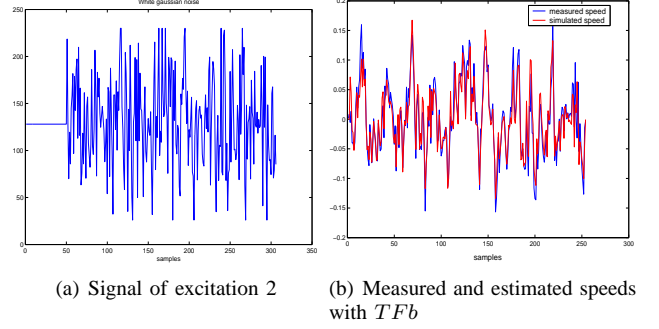 White gaussian noise
250
200
150
100
50
0
0 50 100 150 200 250 300 350
samples
(a) Signal of excitation 2
measured speed
simulated speed
0.2
0.15
0.1
0.05
0
−0.05
−0.1
−0.15
−0.2
0 50 100 150 200 250 300
samples
(b) Measured and estimated speeds
with TFb